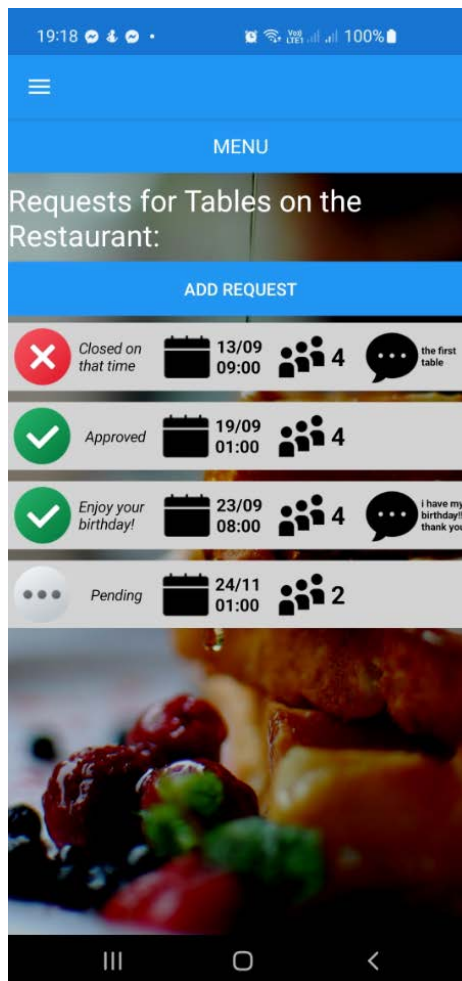 19:18
Vo)) LTE1 100%
MENU
Requests for Tables on the
Restaurant:
ADD REQUEST
Closed on
that time
13/09
09:00
4
the first
table
Approved
19/09
01:00
4
Enjoy your
birthday!
23/09
08:00
4
i have my
birthday!!
thank you
Pending
24/11
01:00
2